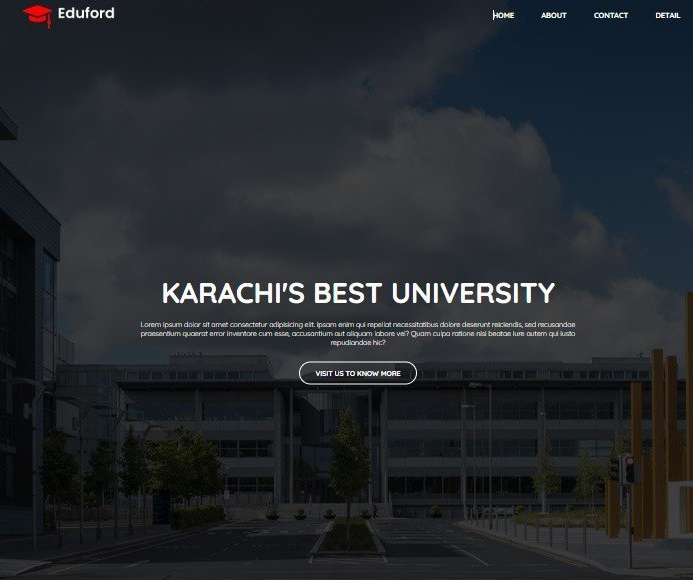 Eduford
HOME ABOUT CONTACT DETAIL
KARACHI'S BEST UNIVERSITY
Lorem ipsum dolor sit amet consectetur adipisicing elit. Ipsam enim qui repellat necessitatibus dolore deserunt reiciendis, sed recusandae
praesentium quaerat error inventore cum esse, accusantium aut aliquam labore vel? Quam culpa ratione nisi beatae iure autem qui iusto
repudiandae hic?
VISIT US TO KNOW MORE